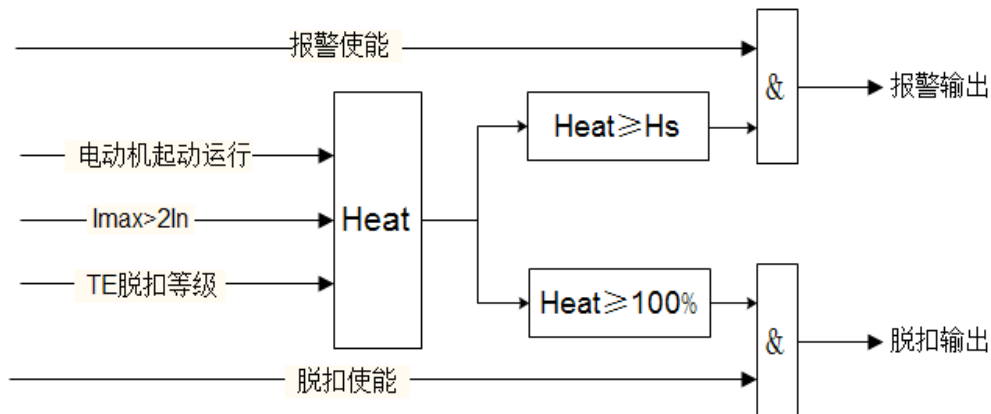 报警使能
&
报警输出
Heat≥Hs
电动机起动运行
Imax>2In
Heat
TE脱扣等级
Heat≥100%
&
脱扣输出
脱扣使能